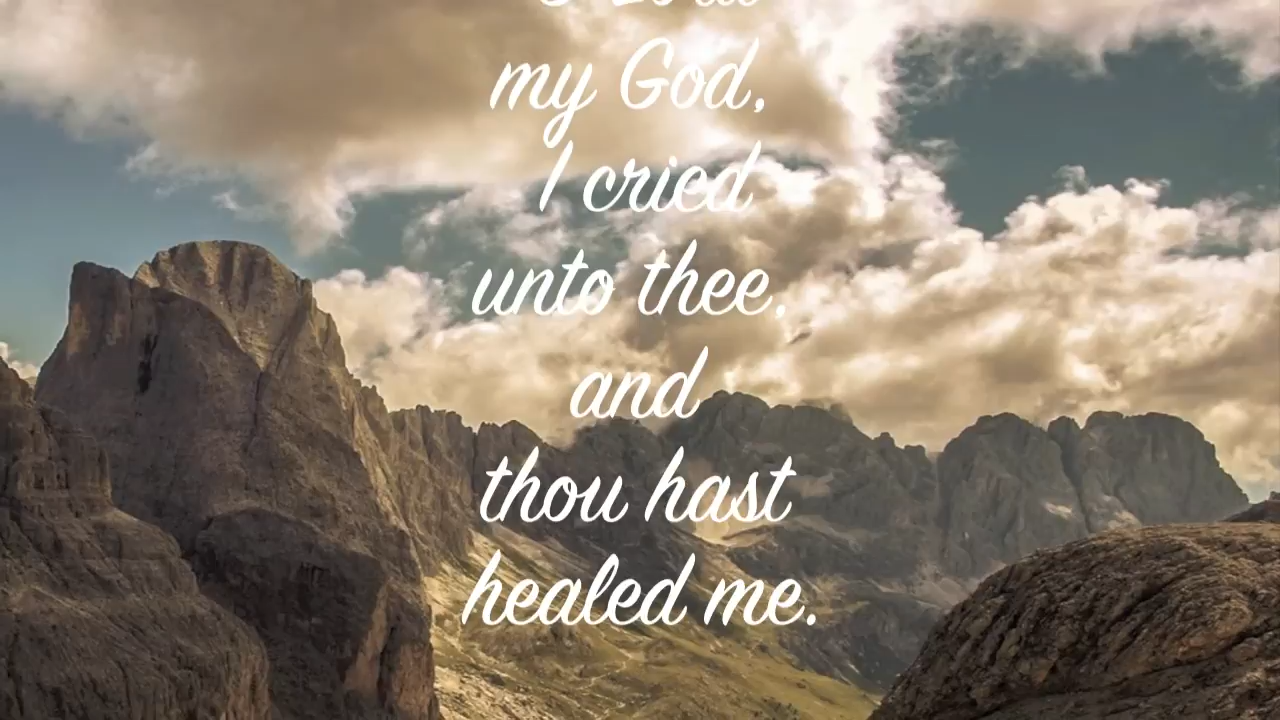 my God,
I cried
unto thee,
and
thou hast
healed me.